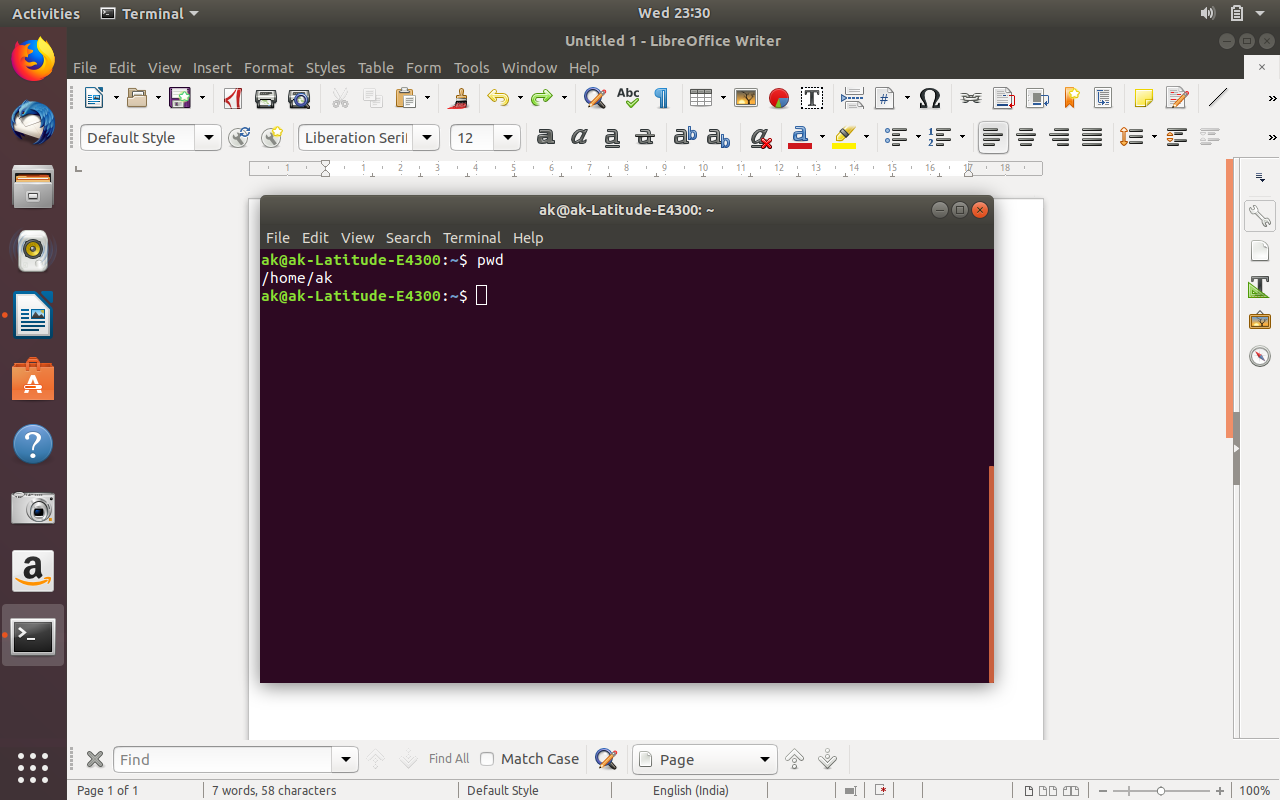 Activities Terminal Wed 23:30
Untitled 1 - LibreOffice Writer
File Edit View Insert Format Styles Table Form Tools Window Help
Abc
Default Style Liberation Seri 12
1 1 2 3 4 5 6 7 8 9 10 11 12 13 14 15 16 17 18
ak@ak-Latitude-E4300: ~
File Edit View Search Terminal Help
ak@ak-Latitude-E4300:~$ pwd
/home/ak
ak@ak-Latitude-E4300:~$
Find Find All Match Case Page
Page 1 of 1 7 words, 58 characters Default Style English (India) 100%